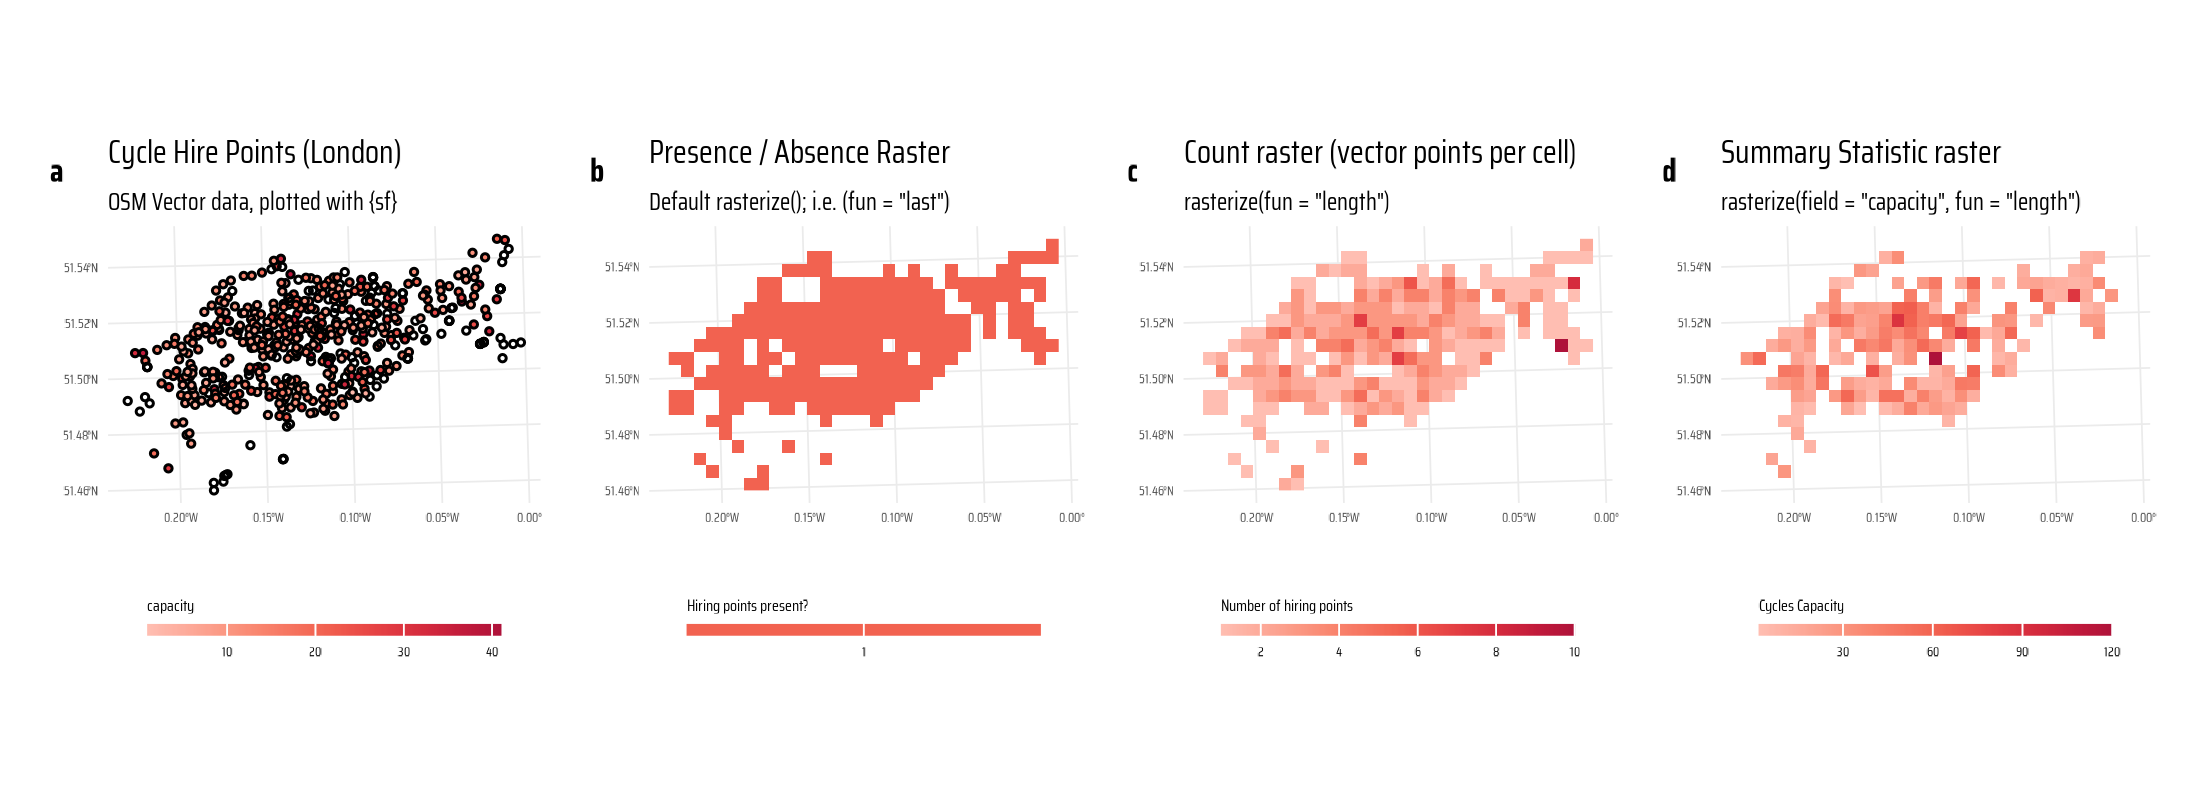 a
Cycle Hire Points (London)
OSM Vector data, plotted with {sf}
51.54°N
51.52°N
51.50°N
51.48°N
51.46°N
0.20°W 0.15°W 0.10°W 0.05°W 0.00°
capacity
10 20 30 40
b
Presence / Absence Raster
Default rasterize(); i.e. (fun = "last")
51.54°N
51.52°N
51.50°N
51.48°N
51.46°N
0.20°W 0.15°W 0.10°W 0.05°W 0.00°
Hiring points present?
1
c
Count raster (vector points per cell)
rasterize(fun = "length")
51.54°N
51.52°N
51.50°N
51.48°N
51.46°N
0.20°W 0.15°W 0.10°W 0.05°W 0.00°
Number of hiring points
2 4 6 8 10
d
Summary Statistic raster
rasterize(field = "capacity", fun = "length")
51.54°N
51.52°N
51.50°N
51.48°N
51.46°N
0.20°W 0.15°W 0.10°W 0.05°W 0.00°
Cycles Capacity
30 60 90 120